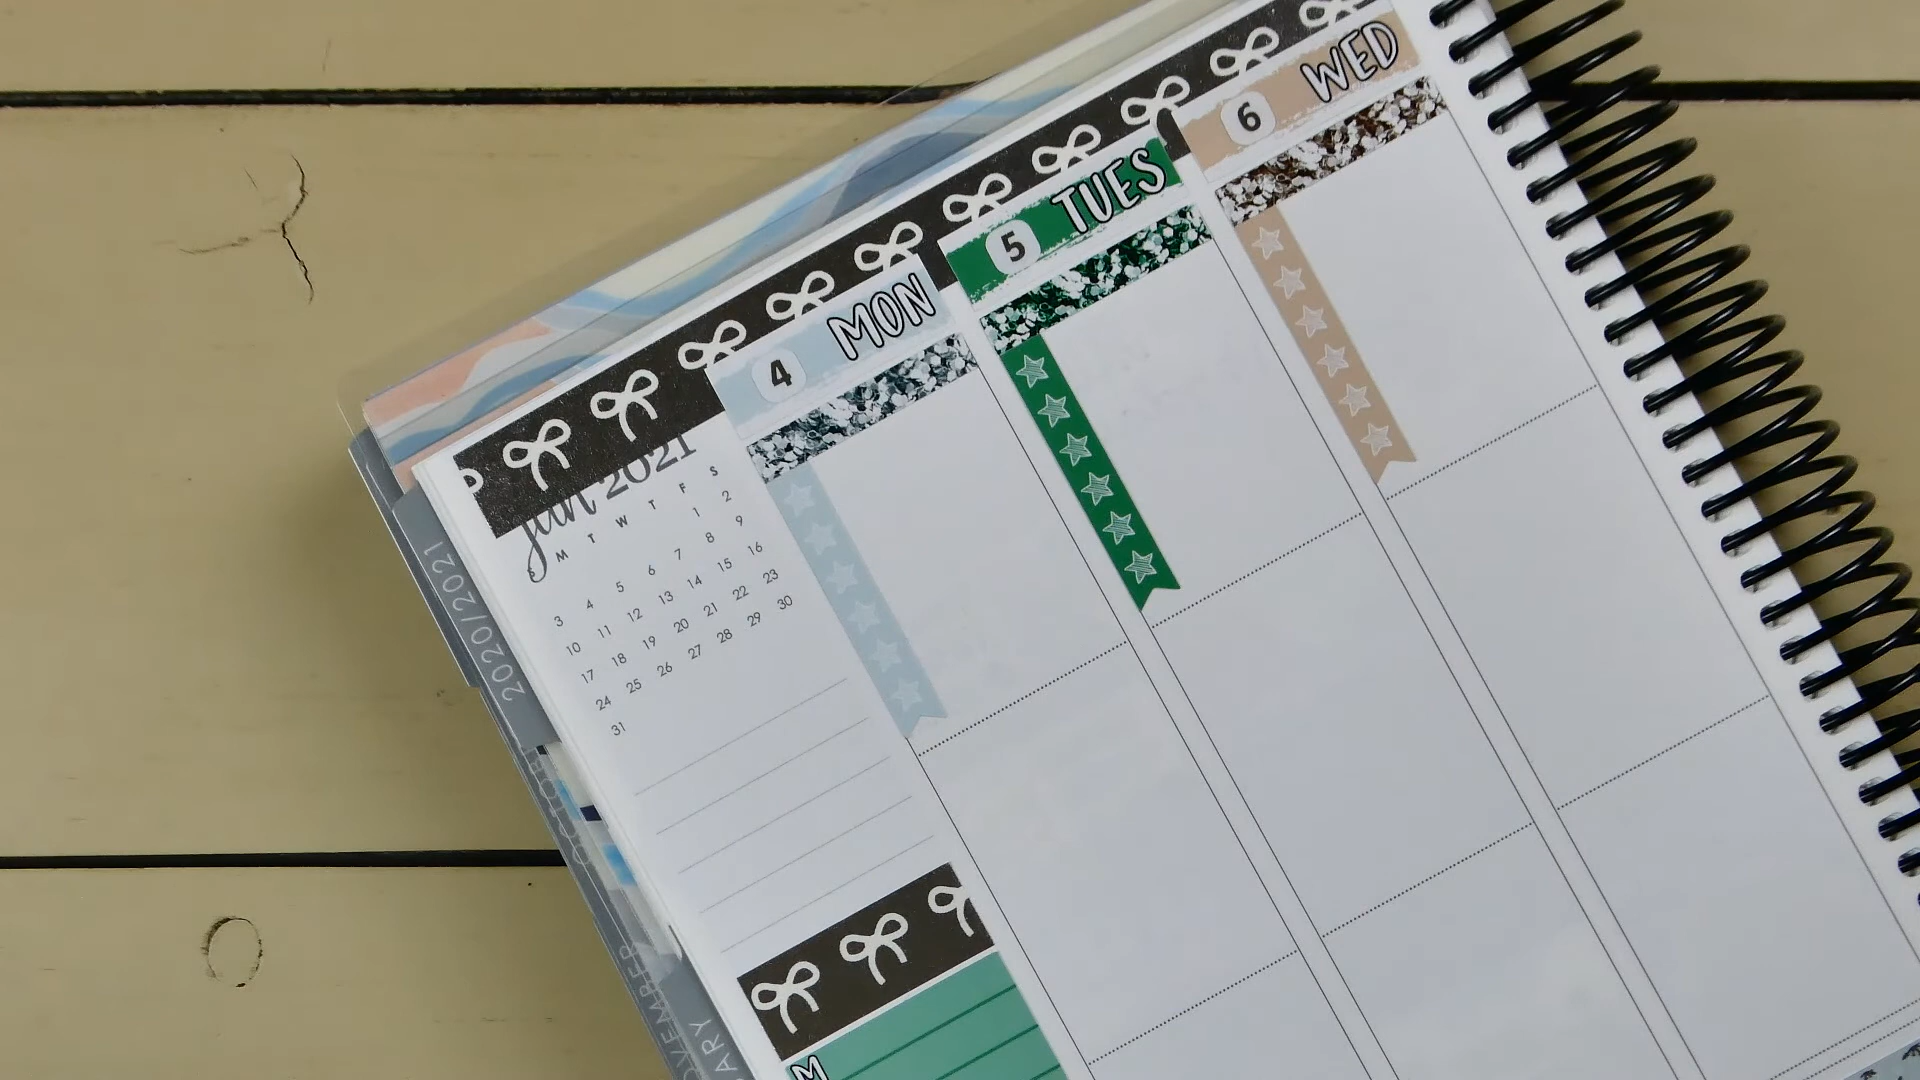 WED
6
TUES
5
MON
4
jan 2021
S M T W T F S
1 2
3 4 5 6 7 8 9
10 11 12 13 14 15 16
17 18 19 20 21 22 23
24 25 26 27 28 29 30
31
2020/2021
M